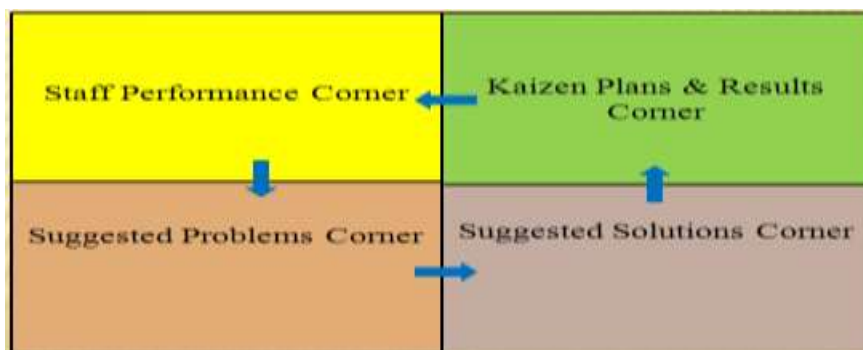 Staff Performance Corner
Kaizen Plans & Results
Corner
Suggested Problems Corner
Suggested Solutions Corner